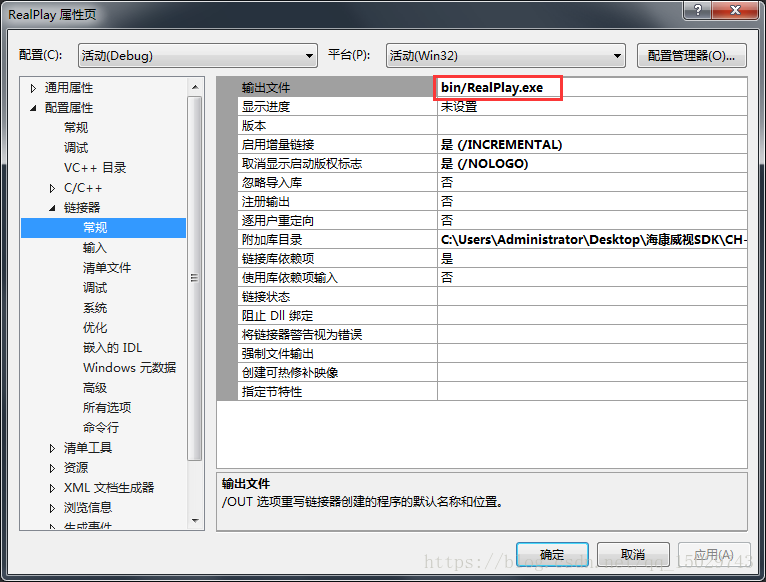 RealPlay 属性页
配置(C): 活动(Debug) 平台(P): 活动(Win32) 配置管理器(O)...
通用属性
配置属性
常规
调试
VC++ 目录
C/C++
链接器
常规
输入
清单文件
调试
系统
优化
嵌入的 IDL
Windows 元数据
高级
所有选项
命令行
清单工具
资源
XML 文档生成器
浏览信息
生成事件
输出文件 bin/RealPlay.exe
显示进度 未设置
版本
启用增量链接 是 (/INCREMENTAL)
取消显示启动版权标志 是 (/NOLOGO)
忽略导入库 否
注册输出 否
逐用户重定向 否
附加库目录 C:\Users\Administrator\Desktop\海康威视SDK\CH-
链接库依赖项 是
使用库依赖项输入 否
链接状态
阻止 Dll 绑定
将链接器警告视为错误
强制文件输出
创建可热修补映像
指定节特性
输出文件
/OUT 选项重写链接器创建的程序的默认名称和位置。
确定 取消 应用(A)